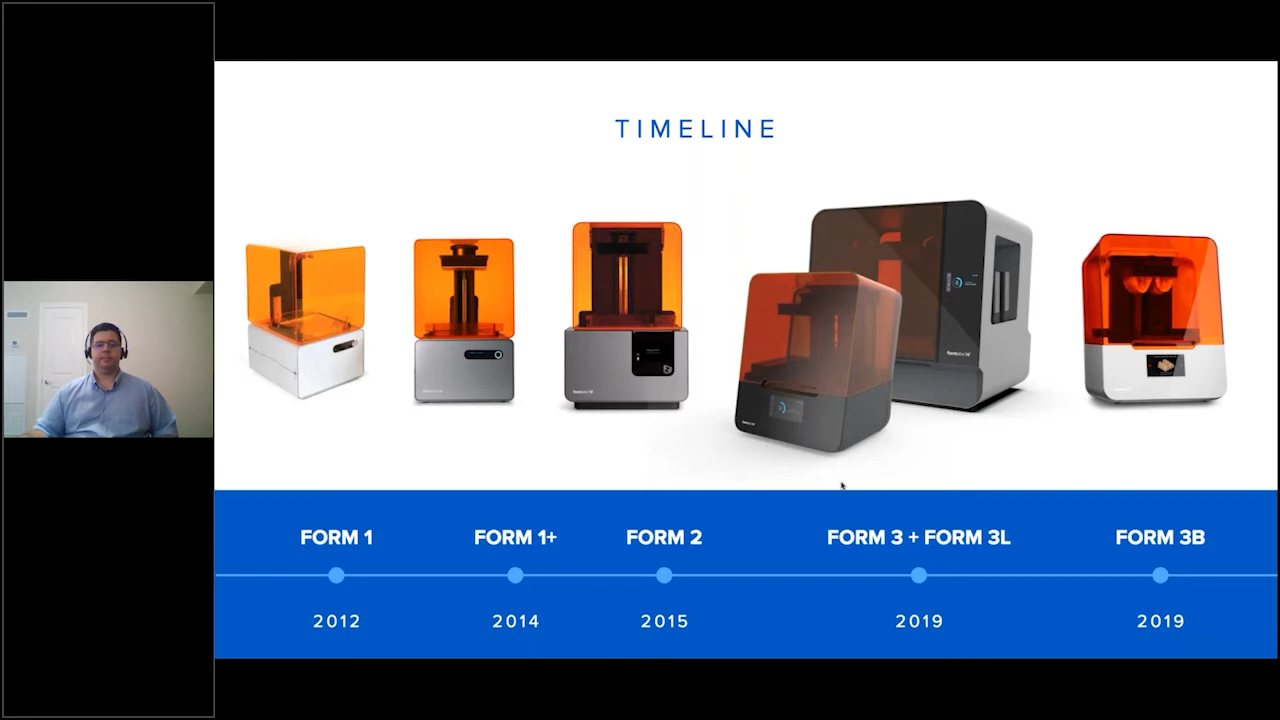 TIMELINE
FORM 1
FORM 1+
FORM 2
FORM 3 + FORM 3L
FORM 3B
2012
2014
2015
2019
2019